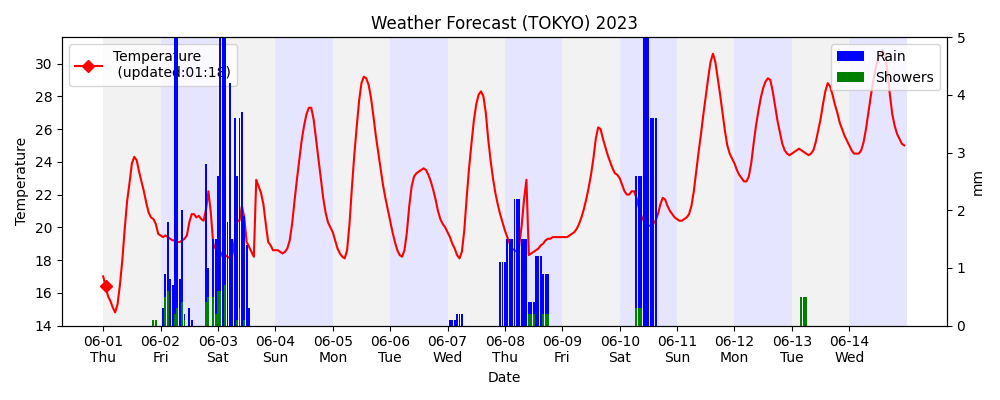 Weather Forecast (TOKYO) 2023
Temperature
(updated:01:18)
Rain
Showers
Temperature
30
28
26
24
22
20
18
16
14
5
4
3
2
1
0
mm
06-01 06-02 06-03 06-04 06-05 06-06 06-07 06-08 06-09 06-10 06-11 06-12 06-13 06-14
Thu Fri Sat Sun Mon Tue Wed Thu Fri Sat Sun Mon Tue Wed
Date